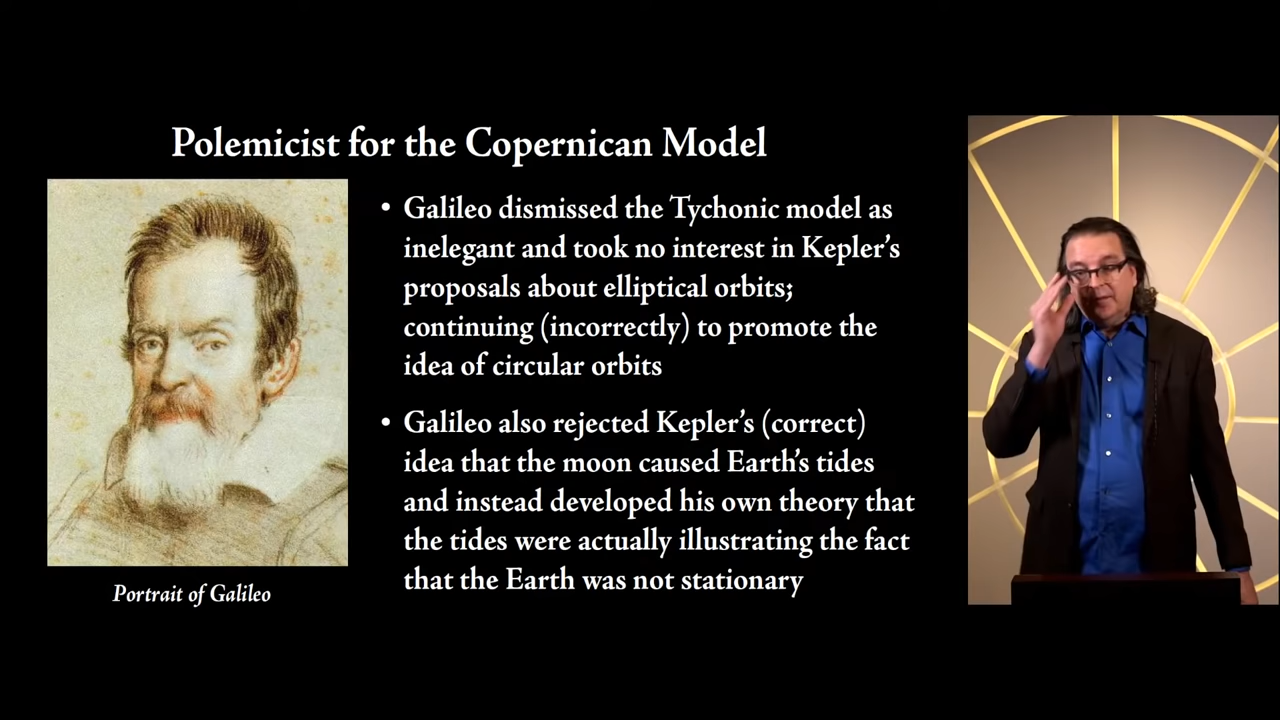 Polemicist for the Copernican Model
• Galileo dismissed the Tychonic model as
inelegant and took no interest in Kepler's
proposals about elliptical orbits;
continuing (incorrectly) to promote the
idea of circular orbits
• Galileo also rejected Kepler's (correct)
idea that the moon caused Earth's tides
and instead developed his own theory that
the tides were actually illustrating the fact
that the Earth was not stationary
Portrait of Galileo